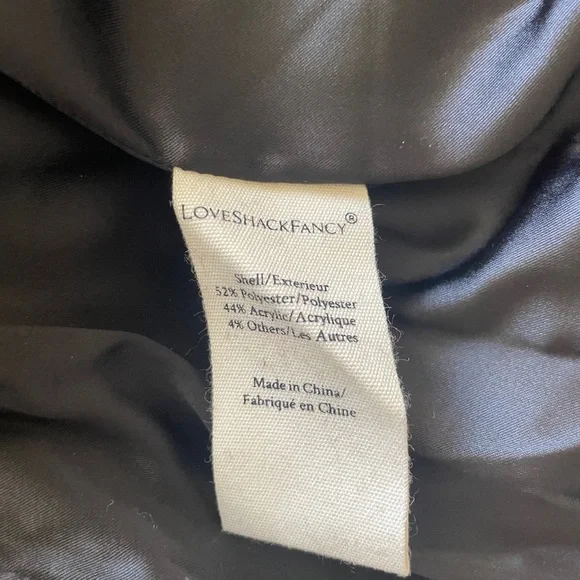 LOVESHACKFANCY®
Shell/Exterieur
52% Polyester/Polyester
44% Acrylic/Acrylique
4% Others/Les Autres
Made in China/
Fabriqué en Chine